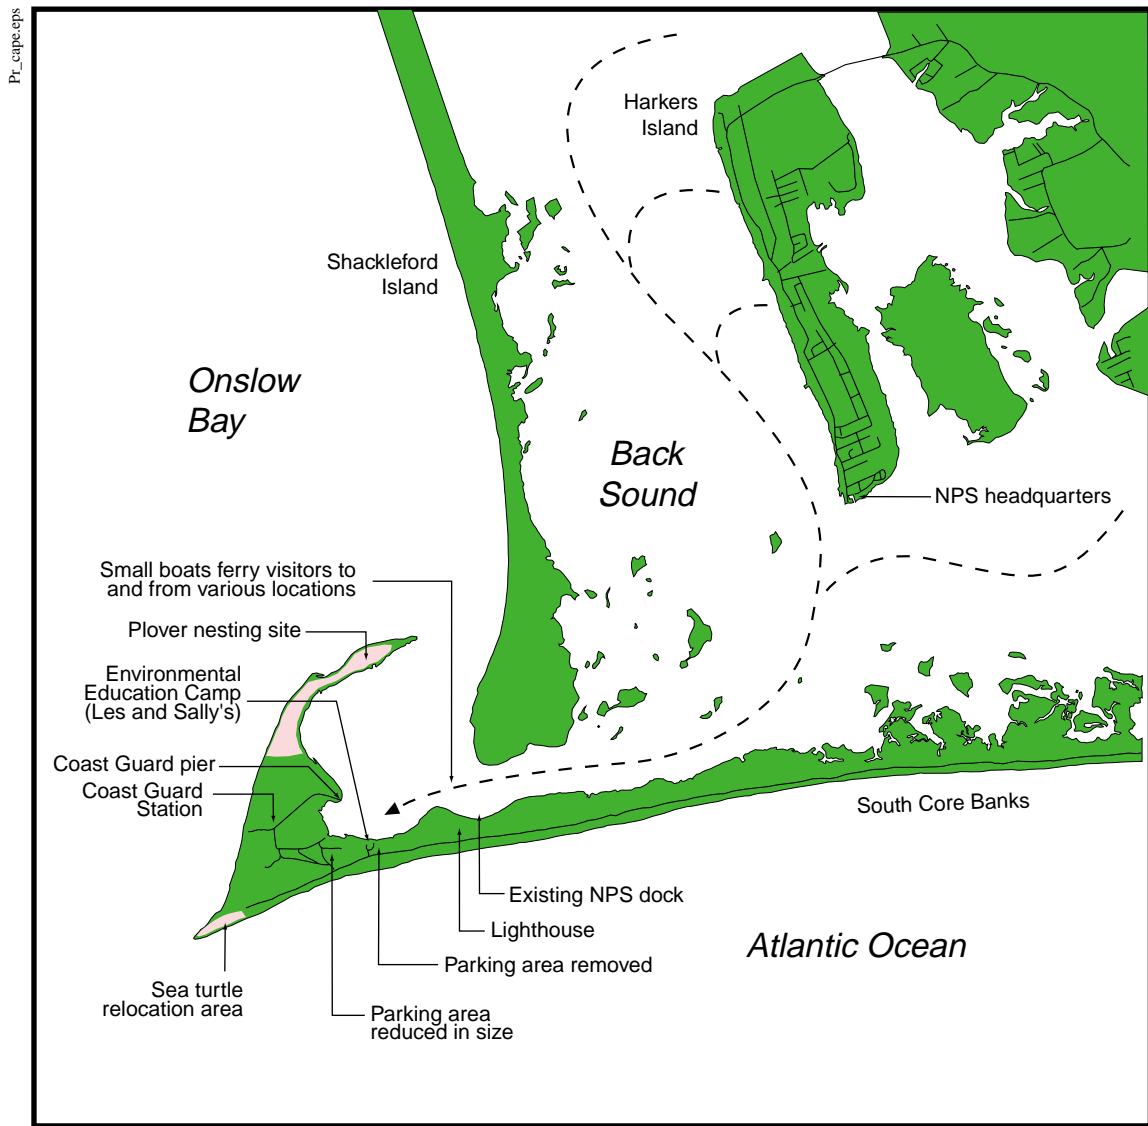 Pr_cape.eps
Harkers
Island
Shackleford
Island
Onslow
Bay
Back
Sound
NPS headquarters
Small boats ferry visitors to
and from various locations
Plover nesting site
Environmental
Education Camp
(Les and Sally's)
Coast Guard pier
Coast Guard
Station
South Core Banks
Existing NPS dock
Lighthouse
Atlantic Ocean
Parking area removed
Sea turtle
relocation area
Parking area
reduced in size